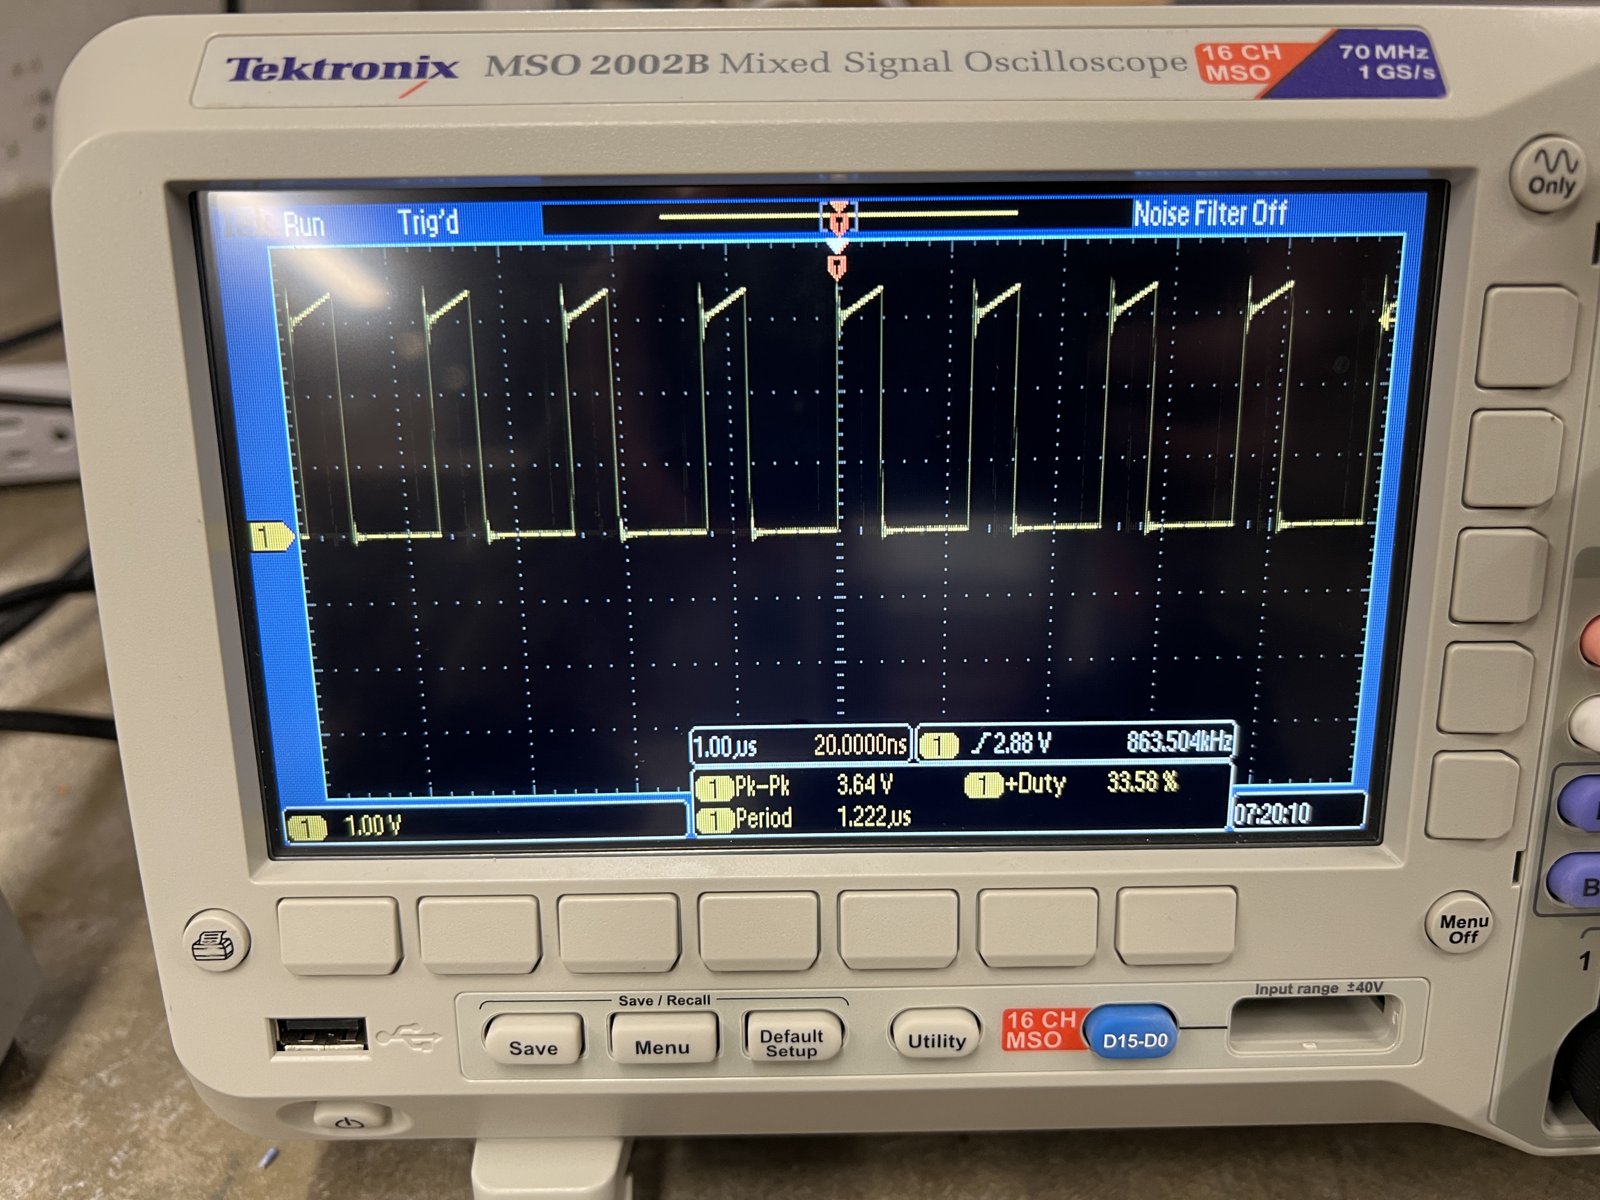 Tektronix MSO 2002B Mixed Signal Oscilloscope 16 CH MSO 70 MHz 1 GS/s
Only
Run Trig'd Noise Filter Off
T
1
1.00µs 20.0000ns 1 2.88 V 863.504kHz
1 Pk-Pk 3.64 V 1 +Duty 33.58 %
1 Period 1.222µs
1 1.00 V
07:20:10
Menu Off
B
1
Save / Recall
Save
Menu
Default Setup
Utility
16 CH MSO
D15-D0
Input range ±40V